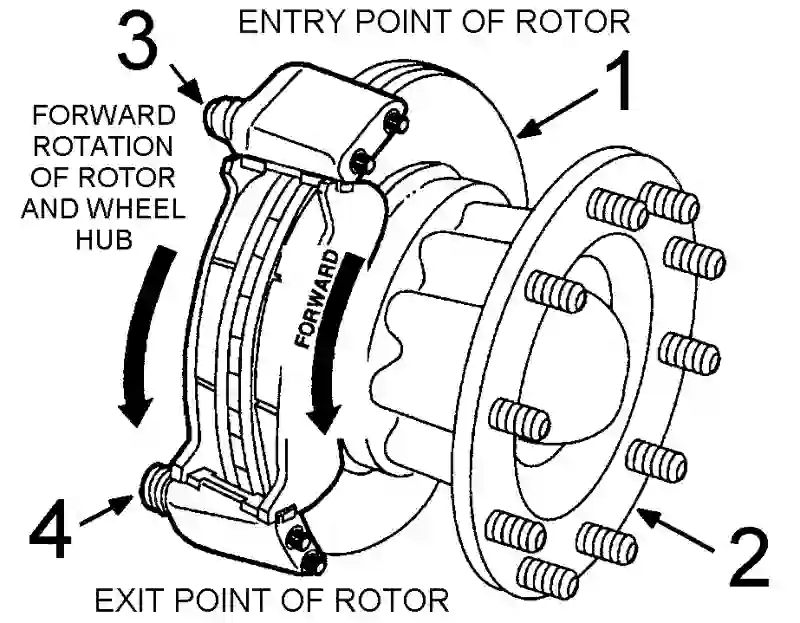 ENTRY POINT OF ROTOR
3
1
FORWARD
ROTATION
OF ROTOR
AND WHEEL
HUB
FORWARD
4
2
EXIT POINT OF ROTOR